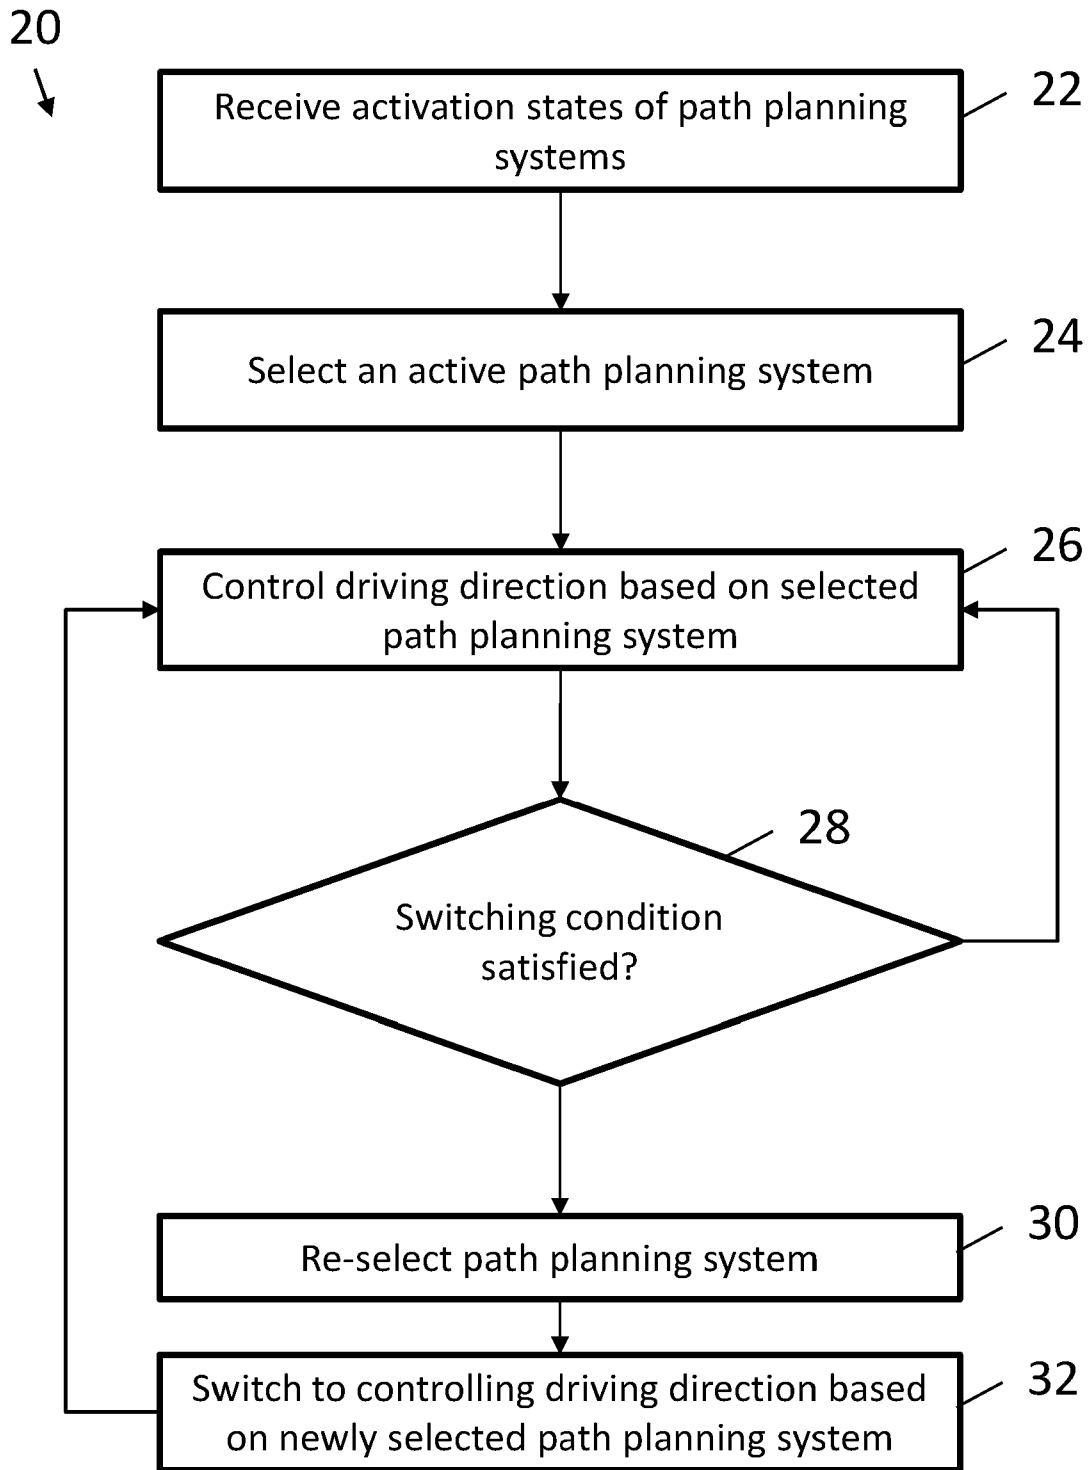 20
Receive activation states of path planning
systems
22
Select an active path planning system
24
Control driving direction based on selected
path planning system
26
Switching condition
satisfied?
28
Re-select path planning system
30
Switch to controlling driving direction based
on newly selected path planning system
32